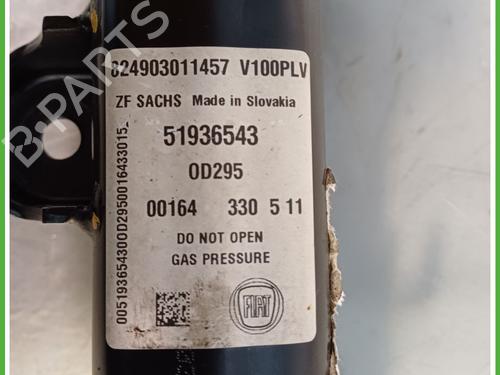 824903011457 V100PLV
ZF SACHS Made in Slovakia
51936543
OD295
00164 330 5 11
DO NOT OPEN
GAS PRESSURE
FIAT
005193654300D29500164330 15